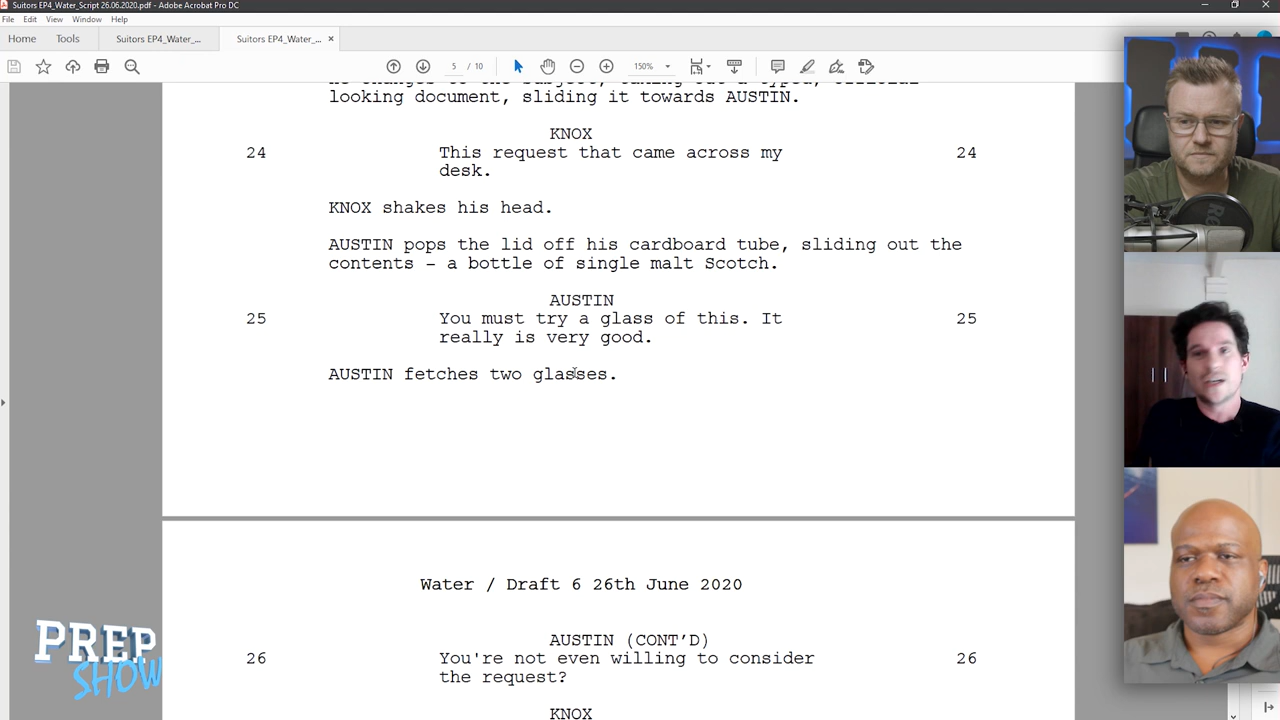 Suitors EP4_Water_Script 26.06.2020.pdf - Adobe Acrobat Pro DC
File Edit View Window Help
Home Tools Suitors EP4_Water_... Suitors EP4_Water_... ×
5 / 10 150%
looking document, sliding it towards AUSTIN.
KNOX
24 This request that came across my 24
desk.
KNOX shakes his head.
AUSTIN pops the lid off his cardboard tube, sliding out the
contents - a bottle of single malt Scotch.
AUSTIN
25 You must try a glass of this. It 25
really is very good.
AUSTIN fetches two glasses.
Water / Draft 6 26th June 2020
AUSTIN (CONT'D)
26 You're not even willing to consider 26
the request?
KNOX
PREP
SHOW